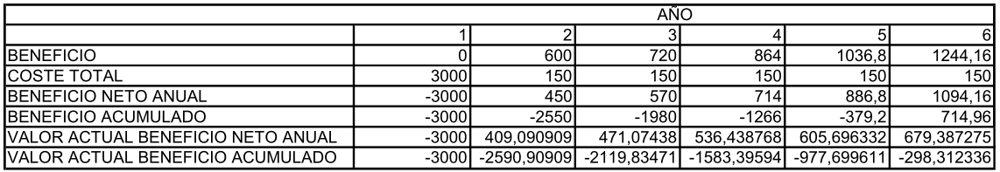 AÑO
1 2 3 4 5 6
BENEFICIO 0 600 720 864 1036,8 1244,16
COSTE TOTAL 3000 150 150 150 150 150
BENEFICIO NETO ANUAL -3000 450 570 714 886,8 1094,16
BENEFICIO ACUMULADO -3000 -2550 -1980 -1266 -379,2 714,96
VALOR ACTUAL BENEFICIO NETO ANUAL -3000 409,090909 471,07438 536,438768 605,696332 679,387275
VALOR ACTUAL BENEFICIO ACUMULADO -3000 -2590,90909 -2119,83471 -1583,39594 -977,699611 -298,312336